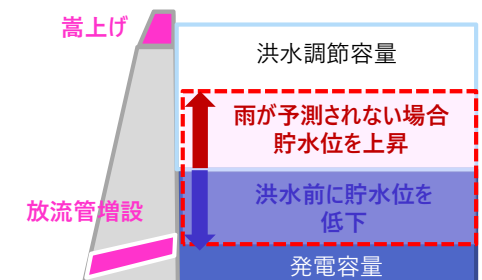 嵩上げ
洪水調節容量
雨が予測されない場合
貯水位を上昇
洪水前に貯水位を
低下
放流管増設
発電容量